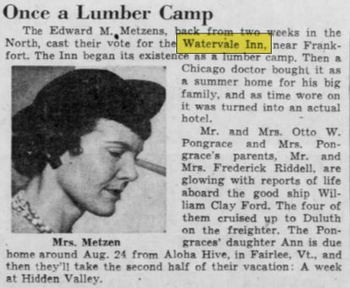 Once a Lumber Camp
The Edward M. Metzens, back from two weeks in
the North, cast their vote for the Watervale Inn, near Frank-
fort. The Inn began its existence as a lumber camp. Then a
Chicago doctor bought it as
a summer home for his big
family, and as time wore on
it was turned into an actual
hotel.
Mr. and Mrs. Otto W.
Pongrace and Mrs. Pon-
grace's parents, Mr. and
Mrs. Frederick Riddell, are
glowing with reports of life
aboard the good ship Wil-
liam Clay Ford. The four of
them cruised up to Duluth
on the freighter. The Pon-
graces' daughter Ann is due
Mrs. Metzen
home around Aug. 24 from Aloha Hive, in Fairlee, Vt., and
then they'll take the second half of their vacation: A week
at Hidden Valley.